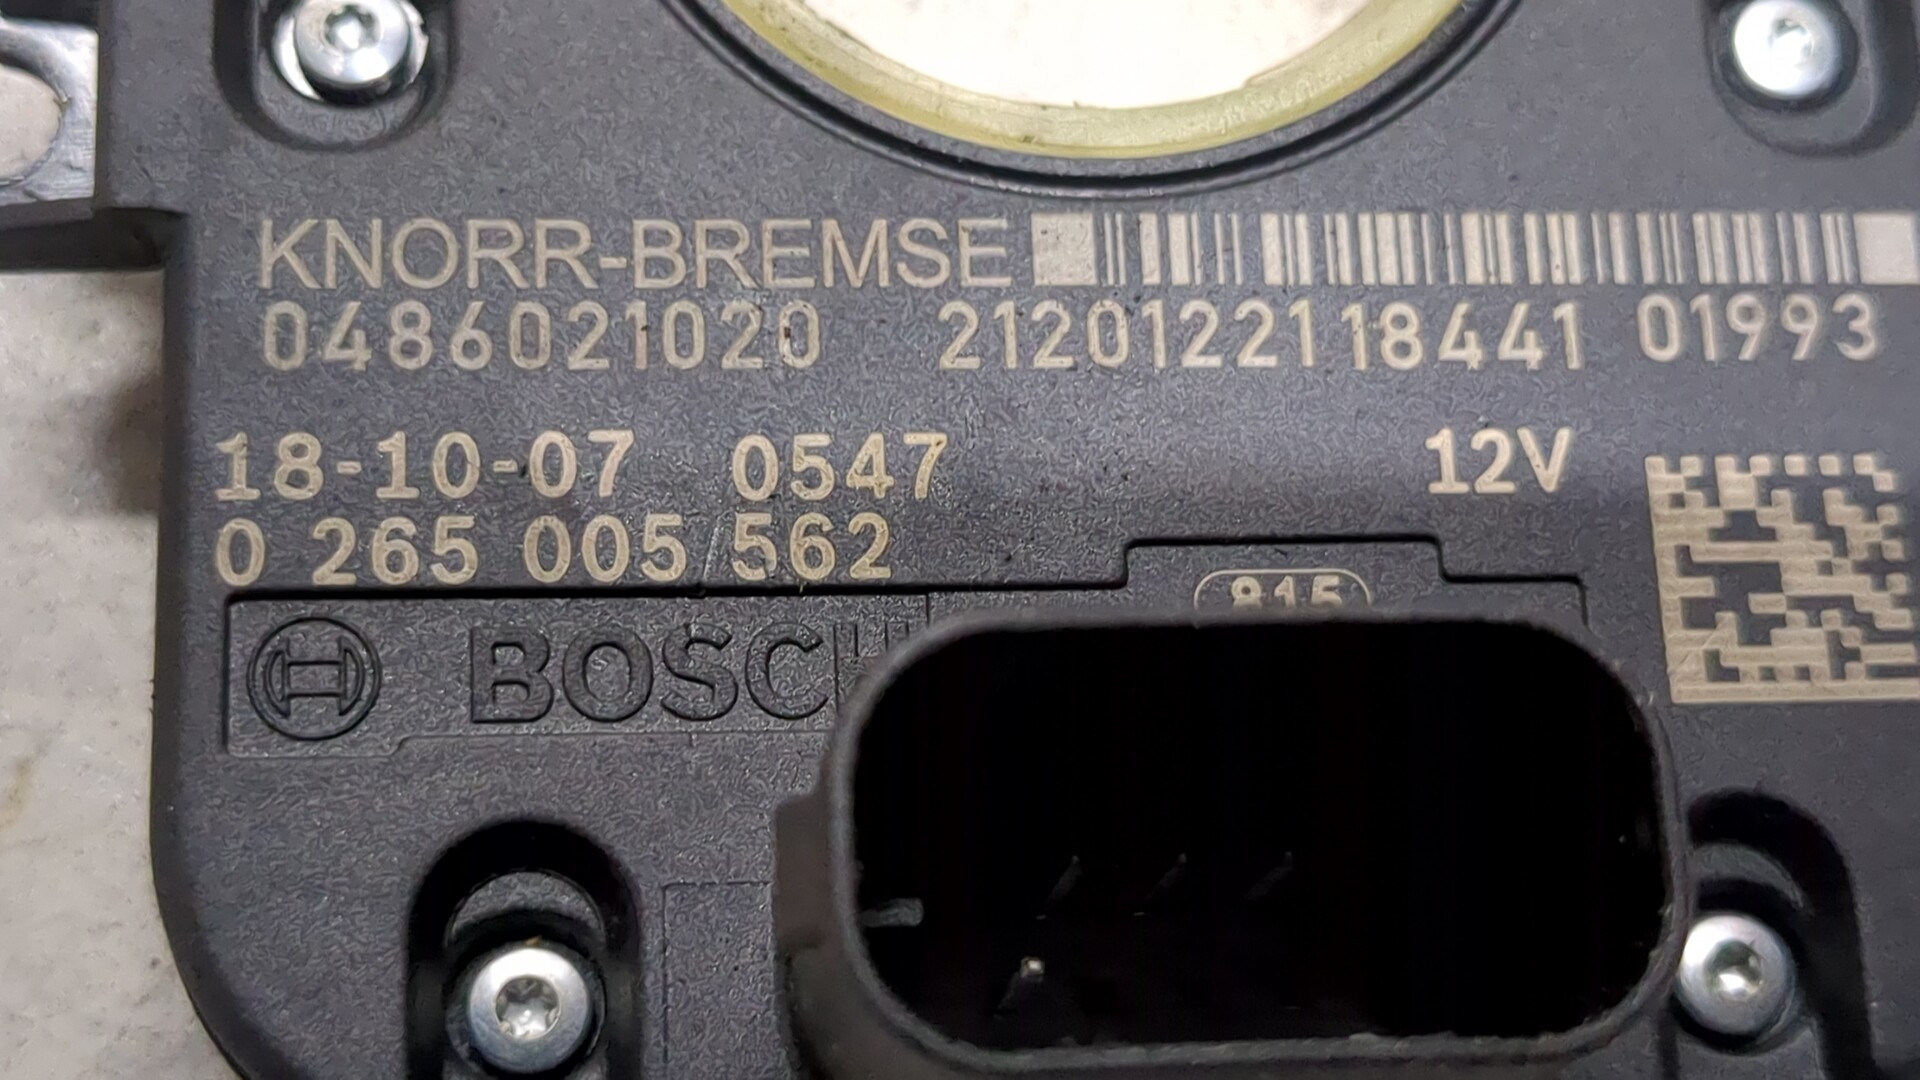 KNORR-BREMSE
0486021020 2120122118441 01993
18-10-07 0547 12V
0 265 005 562
815
BOSCH